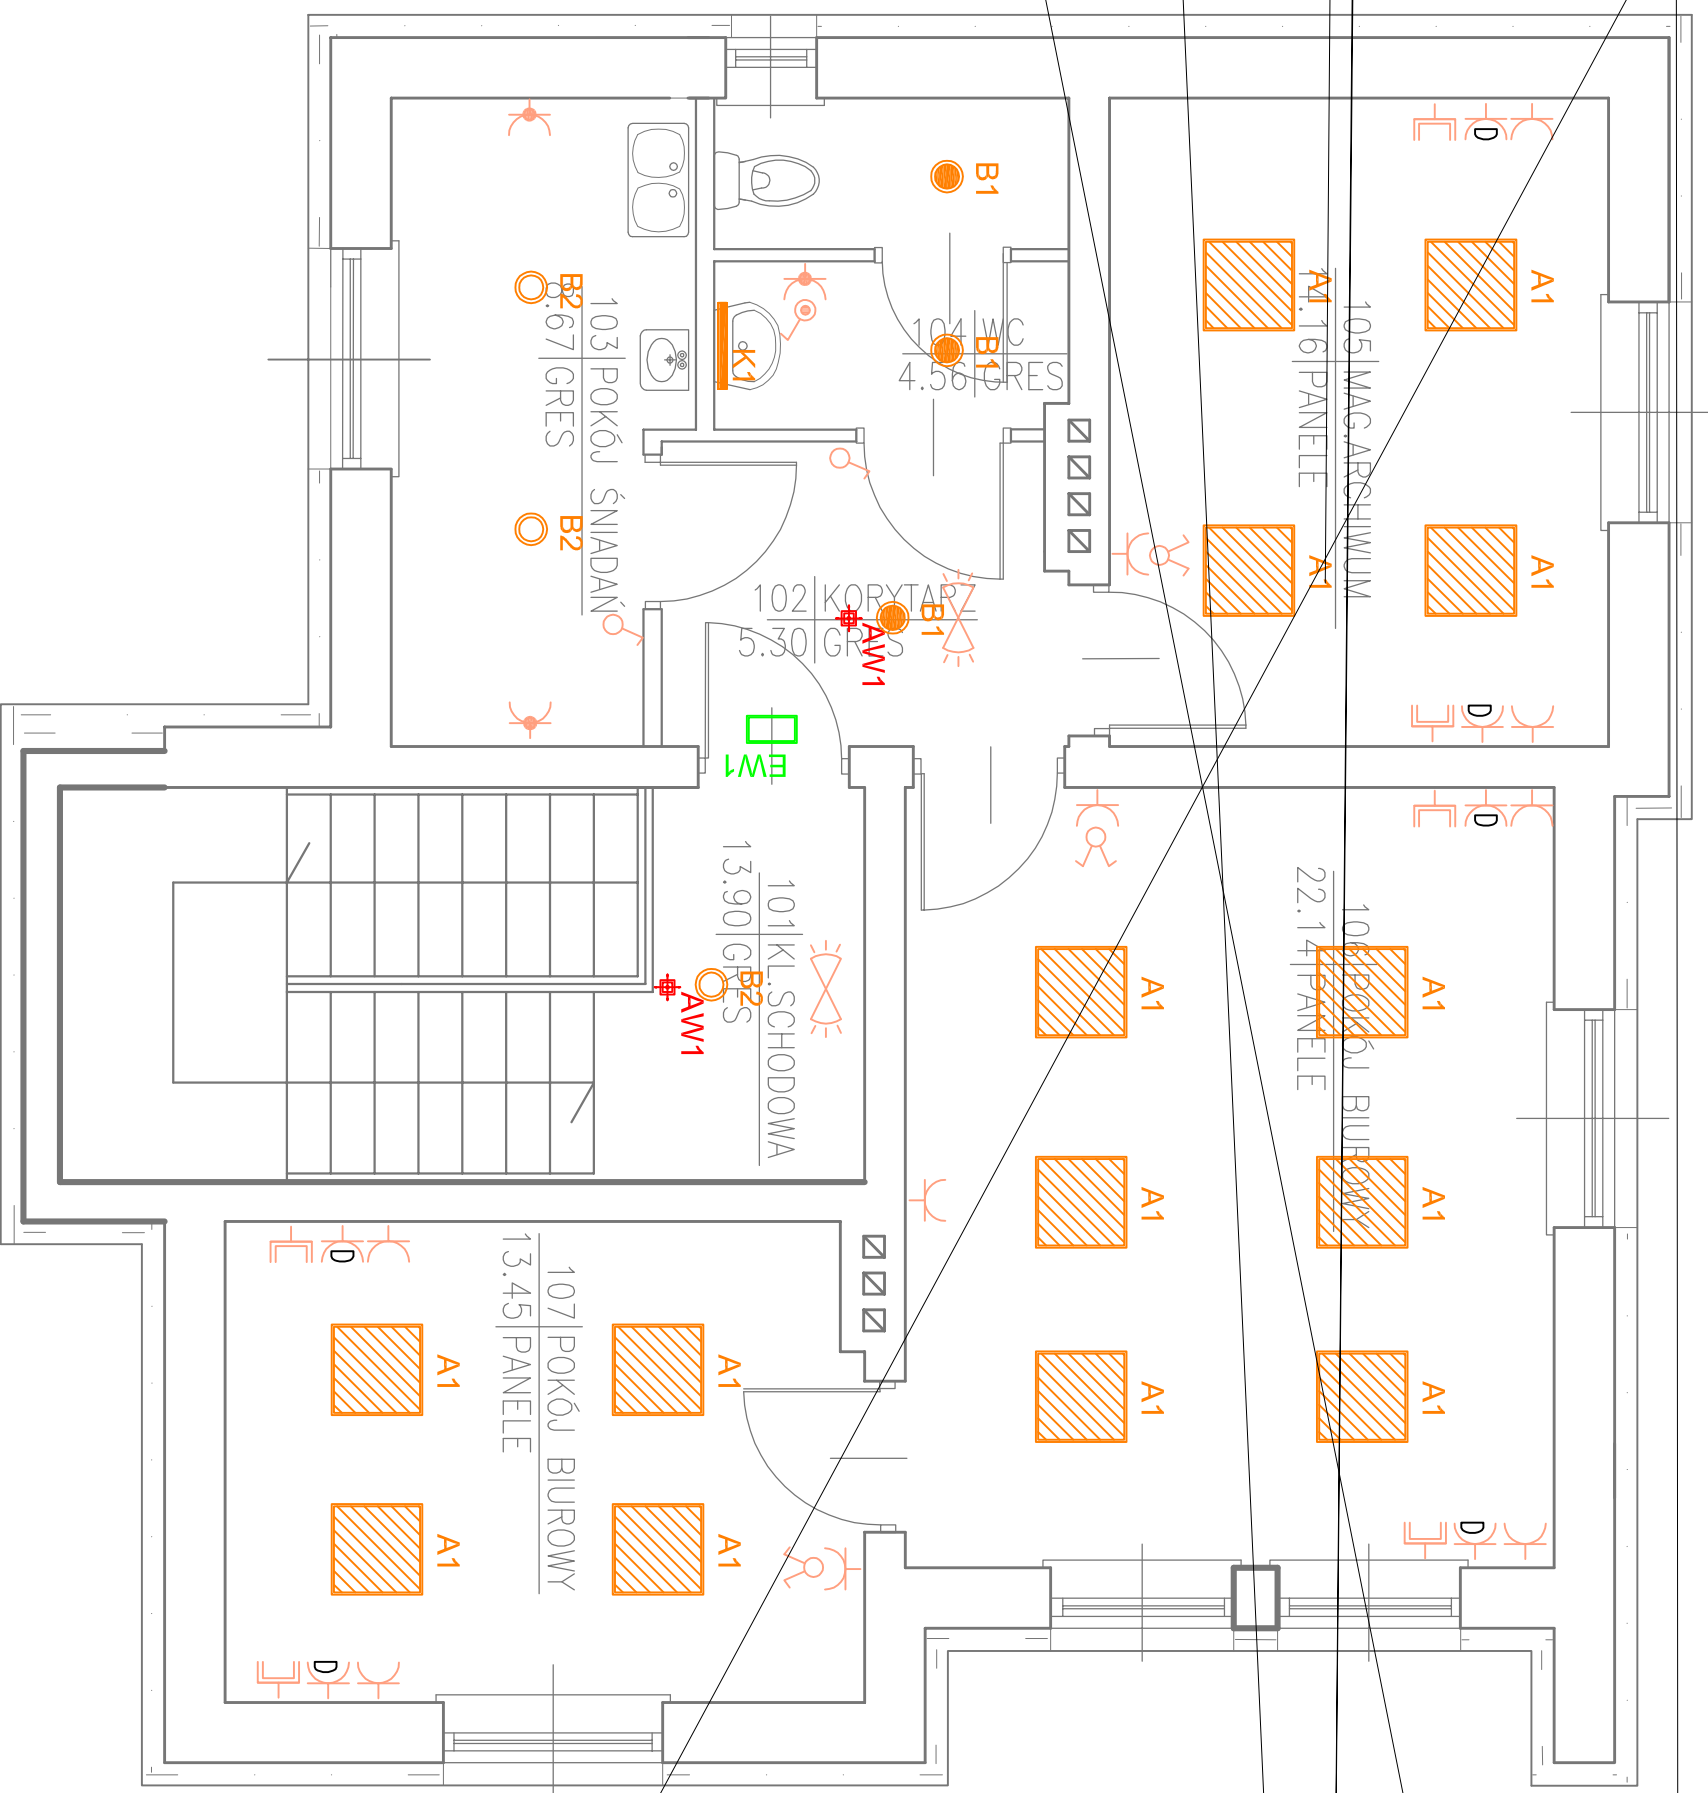 D
B1
A1
A1
B2
103 POKÓJ ŚNIADAŃ
8.67 GRES
K1
104 WC
4.56 GRES
B1
105 MAG.ARCHIWUM
14.16 PANELE
B2
A1
A1
102 KORYTARZ
5.30 GRES
B1
AW1
D
EW1
D
101 KL.SCHODOWA
13.90 GRES
B2
AW1
106 POKÓJ BIUROWY
22.14 PANELE
A1
A1
A1
A1
D
107 POKÓJ BIUROWY
13.45 PANELE
A1
A1
A1
A1
A1
A1
D
D